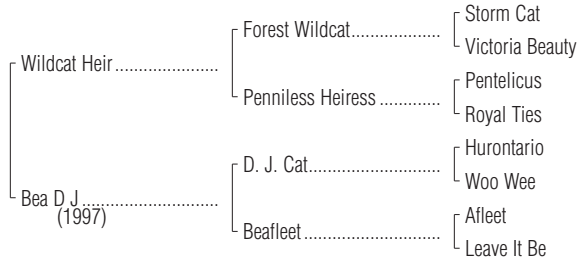 Storm Cat
Forest Wildcat....................
Victoria Beauty
Wildcat Heir.......................
Pentelicus
Penniless Heiress.............
Royal Ties
Hurontario
D. J. Cat.............................
Woo Wee
Bea D J..............................
(1997)
Afleet
Beafleet..............................
Leave It Be